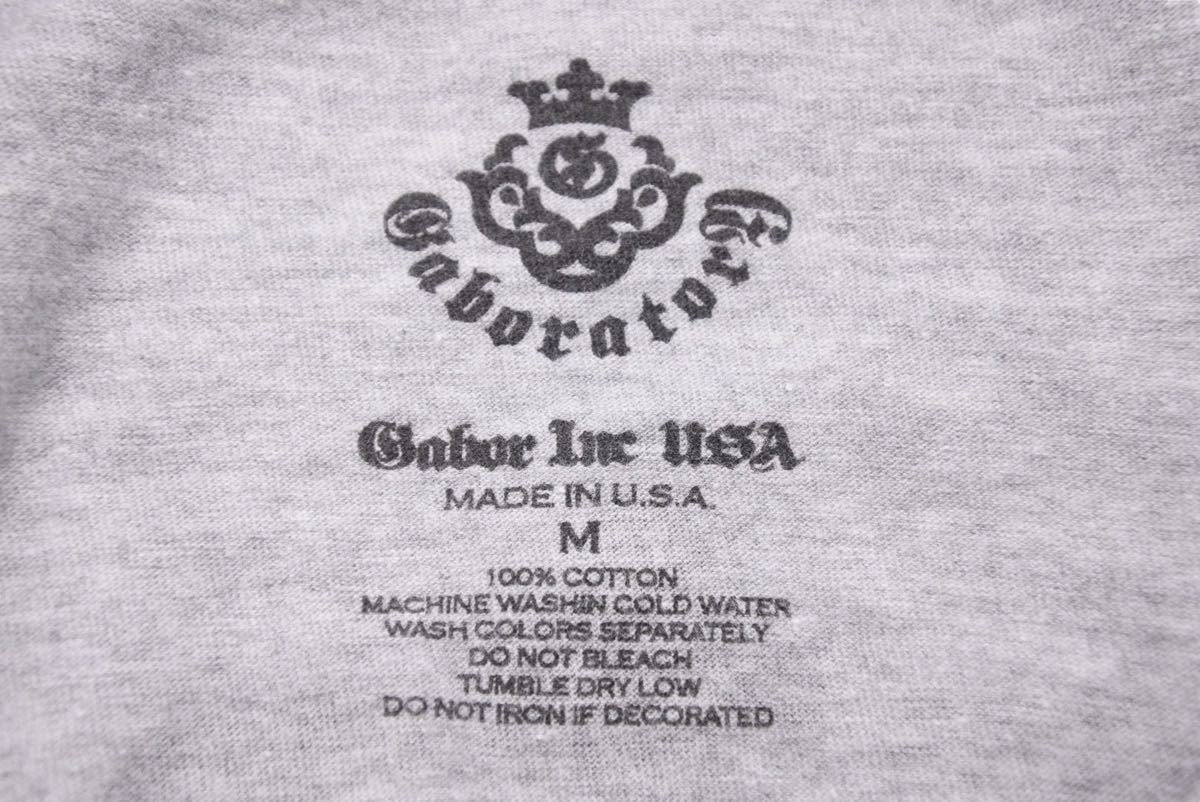 G
Gaborator
Gabor Inc USA
MADE IN U.S.A.
M
100% COTTON
MACHINE WASHIN COLD WATER
WASH COLORS SEPARATELY
DO NOT BLEACH
TUMBLE DRY LOW
DO NOT IRON IF DECORATED